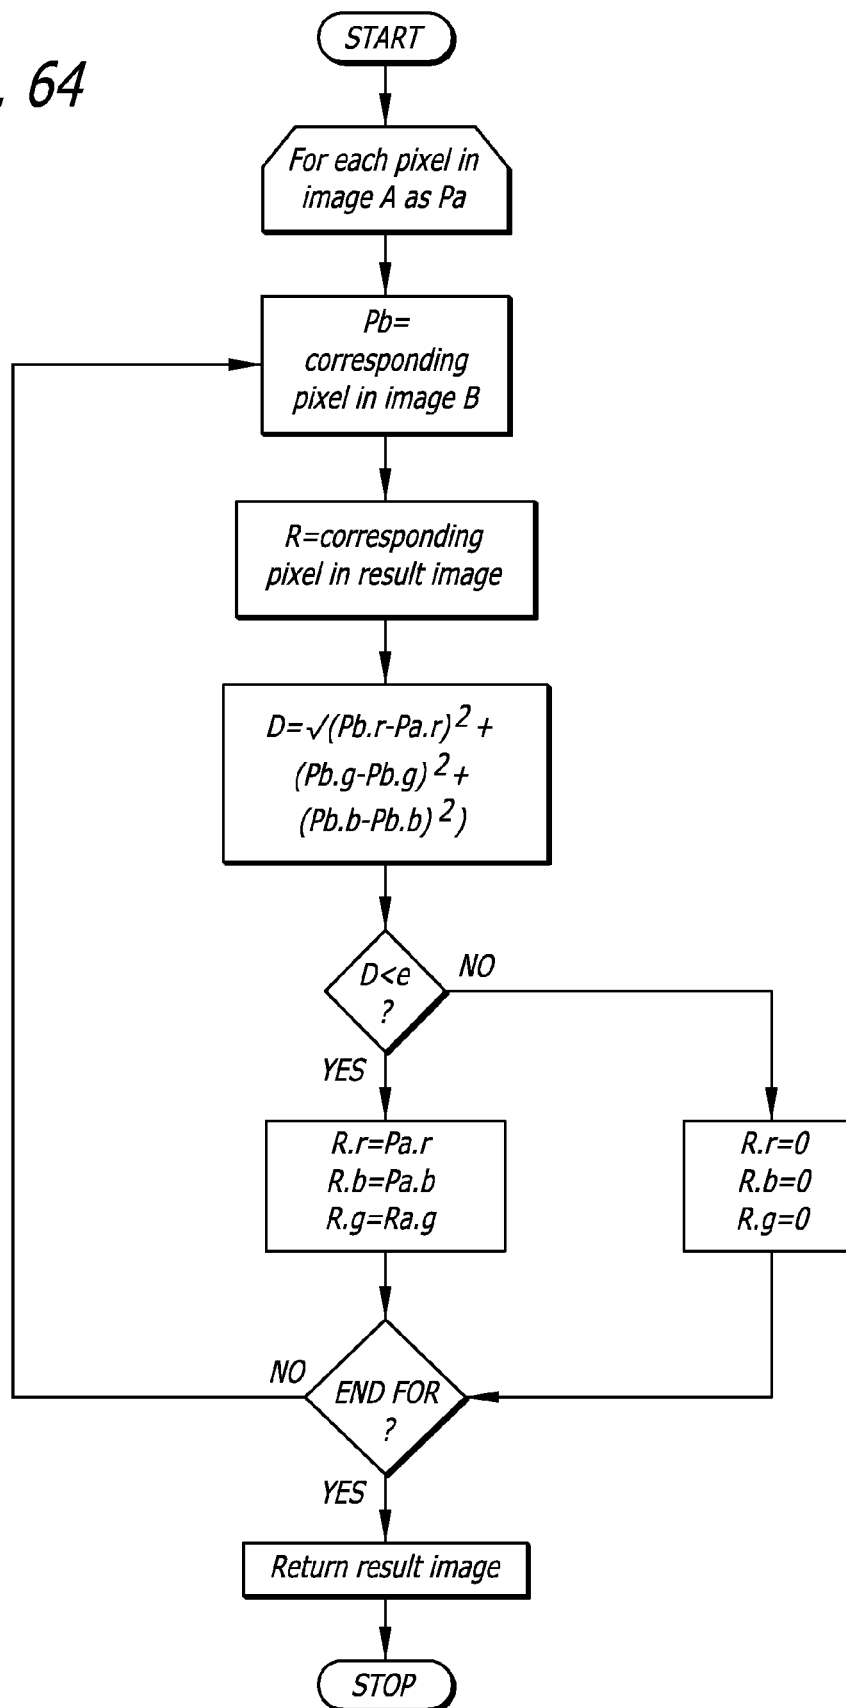 . 64
START
For each pixel in
image A as Pa
Pb=
corresponding
pixel in image B
R=corresponding
pixel in result image
D=√(Pb.r-Pa.r)² +
(Pb.g-Pb.g)² +
(Pb.b-Pb.b)²)
D<e
?
NO
YES
R.r=Pa.r
R.b=Pa.b
R.g=Ra.g
R.r=0
R.b=0
R.g=0
NO
END FOR
?
YES
Return result image
STOP